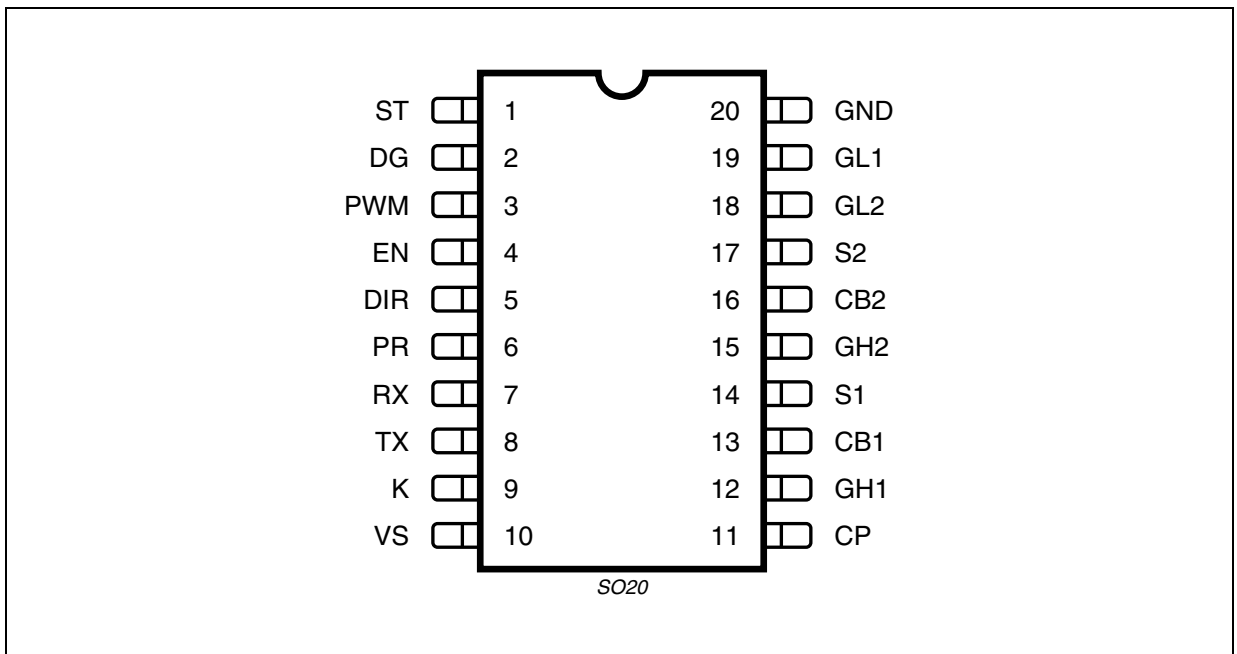 ST 1 20 GND
DG 2 19 GL1
PWM 3 18 GL2
EN 4 17 S2
DIR 5 16 CB2
PR 6 15 GH2
RX 7 14 S1
TX 8 13 CB1
K 9 12 GH1
VS 10 11 CP
SO20